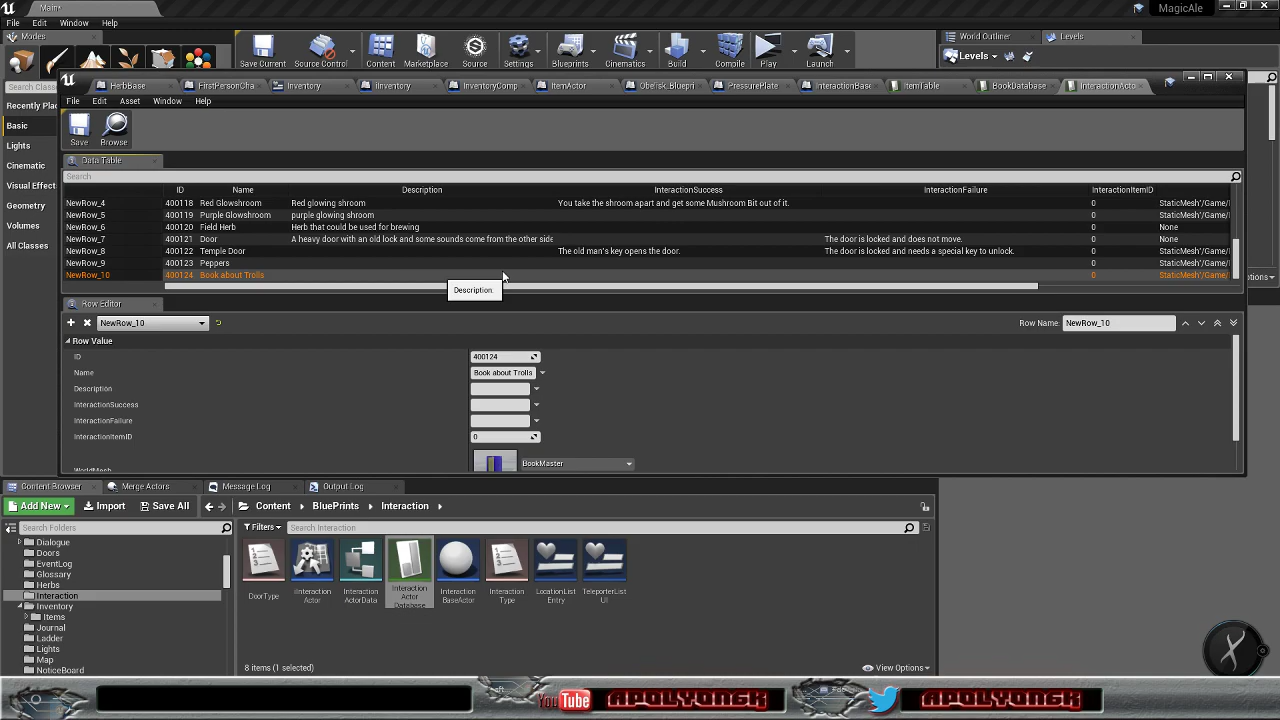 Main*
MagicAle
File Edit Window Help
Modes
World Outliner
Levels
Save Current
Source Control
Content
Marketplace
Source
Settings
Blueprints
Cinematics
Build
Compile
Play
Launch
Levels
Search Class
Recently Pla
Basic
Lights
Cinematic
Visual Effect
Geometry
Volumes
All Classes
HerbBase
FirstPersonCha
Inventory
iInventory
InventoryComp
ItemActor
Obelisk.Bluepri
PressurePlate
InteractionBase
ItemTable
BookDatabase
InteractionActo
File Edit Asset Window Help
Save
Browse
Data Table
Search
ID Name Description InteractionSuccess InteractionFailure InteractionItemID
NewRow_4 400118 Red Glowshroom Red glowing shroom You take the shroom apart and get some Mushroom Bit out of it. 0 StaticMesh'/Game/
NewRow_5 400119 Purple Glowshroom purple glowing shroom 0 StaticMesh'/Game/
NewRow_6 400120 Field Herb Herb that could be used for brewing 0 None
NewRow_7 400121 Door A heavy door with an old lock and some sounds come from the other side The door is locked and does not move. 0 None
NewRow_8 400122 Temple Door The old man's key opens the door. The door is locked and needs a special key to unlock. 0 StaticMesh'/Game/
NewRow_9 400123 Peppers 0 StaticMesh'/Game/
NewRow_10 400124 Book about Trolls 0 StaticMesh'/Game/
Description:
ptions
Row Editor
NewRow_10
Row Name: NewRow_10
Row Value
ID 400124
Name Book about Trolls
Description
InteractionSuccess
InteractionFailure
InteractionItemID 0
WorldMesh BookMaster
Content Browser
Merge Actors
Message Log
Output Log
Add New
Import
Save All
Content
BluePrints
Interaction
Search Folders
Filters
Search Interaction
Dialogue
Doors
EventLog
Glossary
Herbs
Interaction
Inventory
Items
Journal
Ladder
Lights
Map
NoticeBoard
DoorType
iInteraction
Actor
Interaction
ActorData
Interaction
Actor
Database
Interaction
BaseActor
Interaction
Type
LocationList
Entry
TeleporterList
UI
8 items (1 selected)
View Options
YouTube
APOLYONGK
APOLYONGK